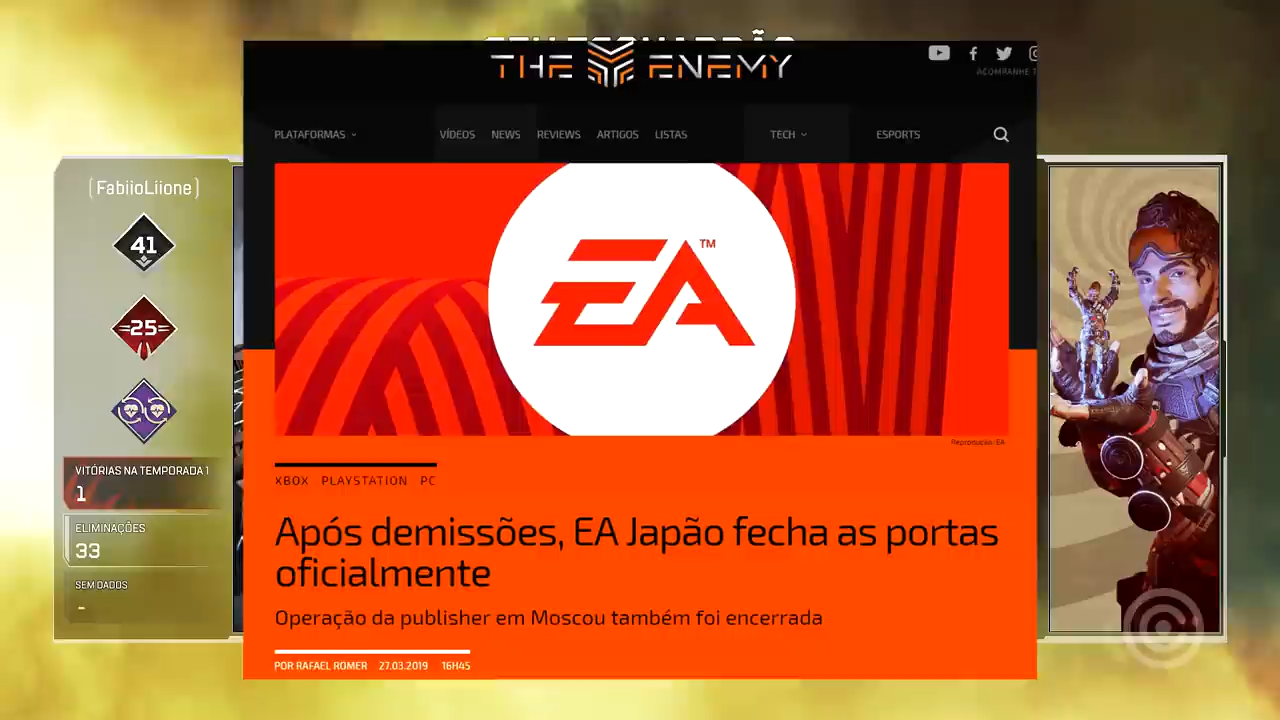 THE ENEMY
ACOMPANHE T
PLATAFORMAS
VÍDEOS NEWS REVIEWS ARTIGOS LISTAS
TECH
ESPORTS
[FabiioLiione]
41
25
VITÓRIAS NA TEMPORADA 1
1
ELIMINAÇÕES
33
SEM DADOS
-
EA™
Reprodução/EA
XBOX PLAYSTATION PC
Após demissões, EA Japão fecha as portas
oficialmente
Operação da publisher em Moscou também foi encerrada
POR RAFAEL ROMER 27.03.2019 16H45